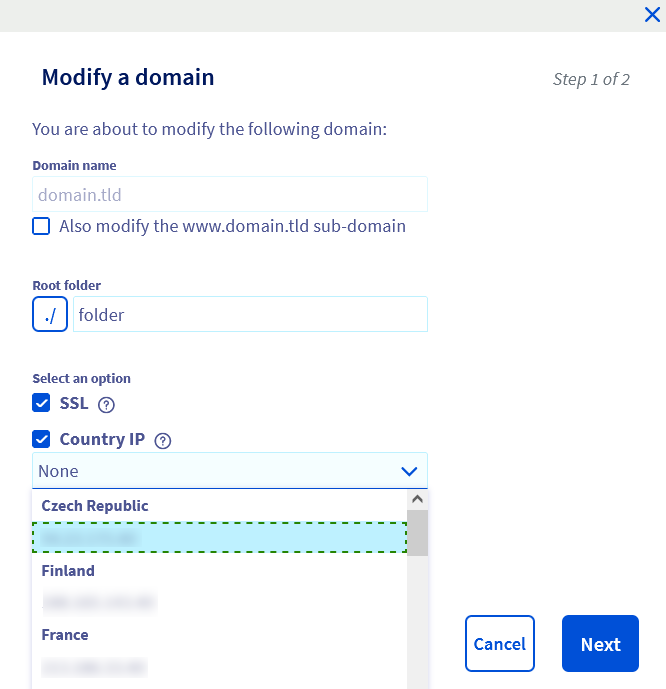 Modify a domain
Step 1 of 2
You are about to modify the following domain:
Domain name
domain.tld
Also modify the www.domain.tld sub-domain
Root folder
./ folder
Select an option
SSL ?
Country IP ?
None
Czech Republic
Finland
France
Cancel
Next